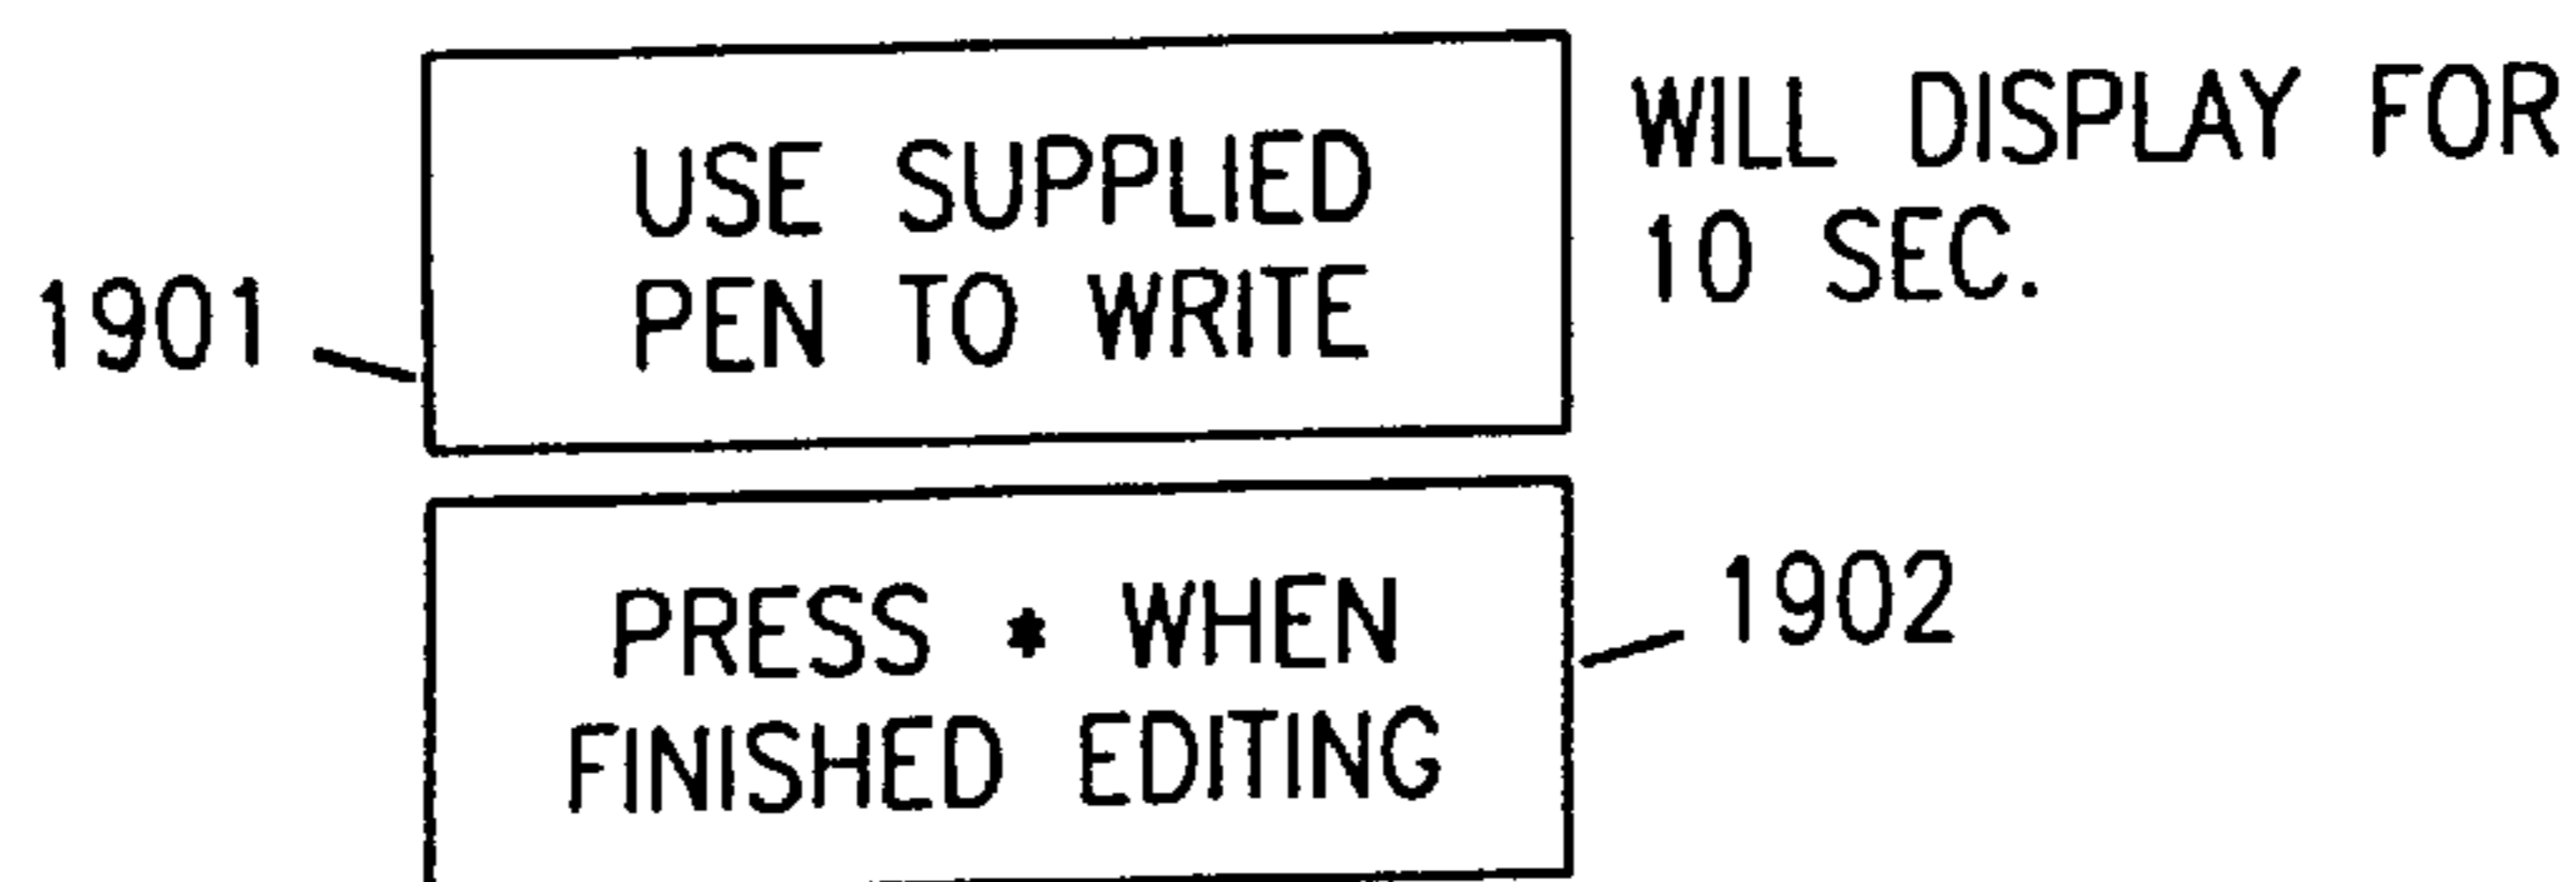 USE SUPPLIED
PEN TO WRITE
WILL DISPLAY FOR
10 SEC.
1901
PRESS * WHEN
FINISHED EDITING
1902